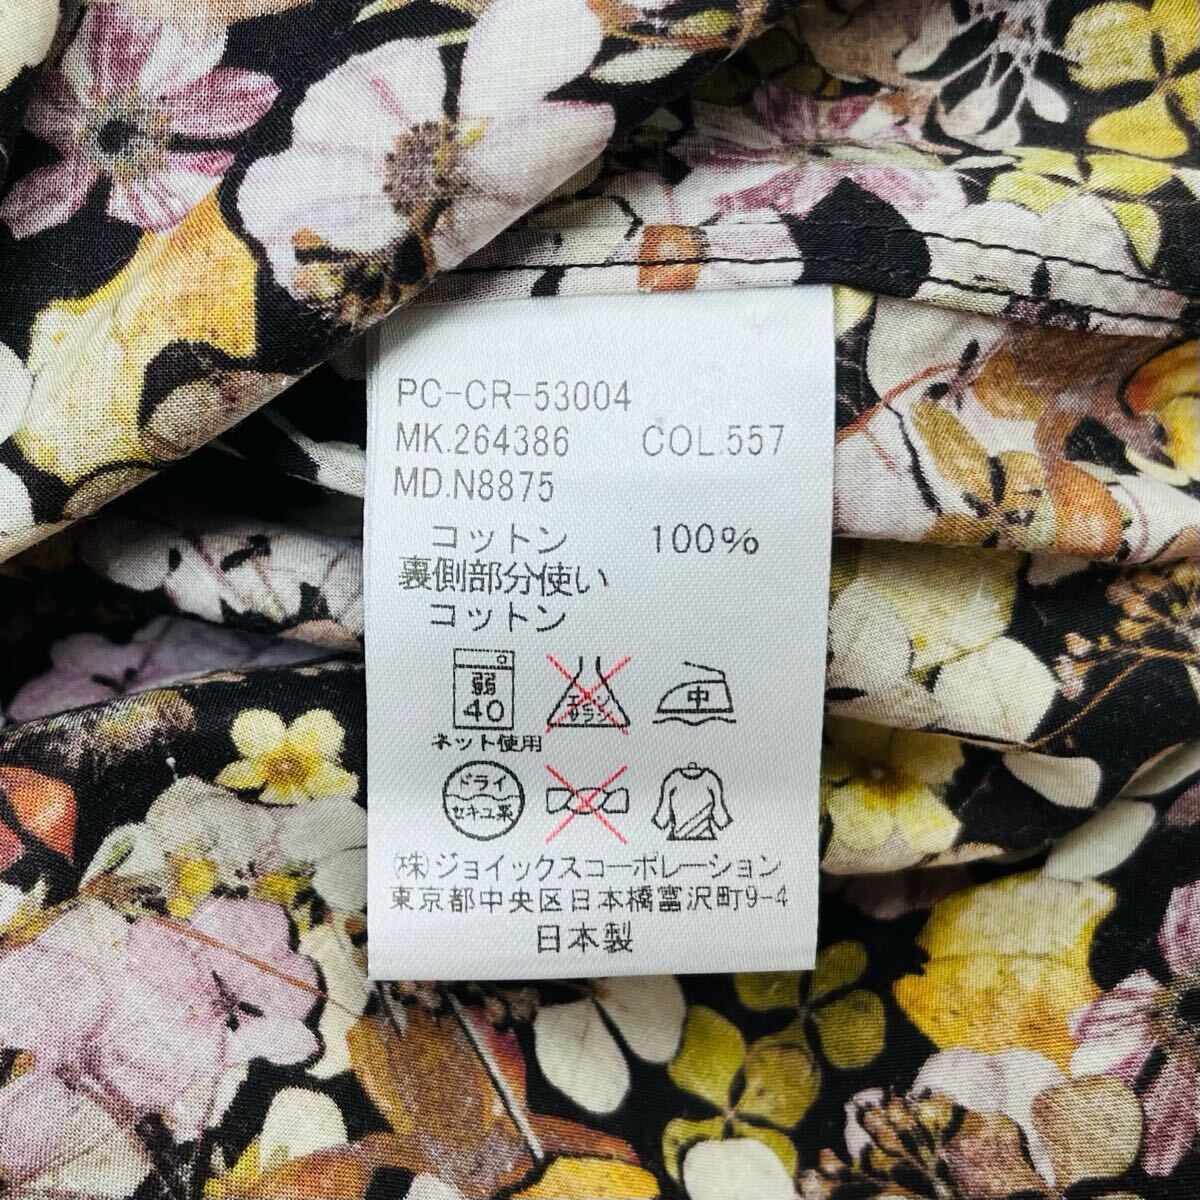 PC-CR-53004
MK.264386 COL.557
MD.N8875
コットン 100%
裏側部分使い
コットン
弱
40
エンソ
サラシ
中
ネット使用
ドライ
セキユ系
(株)ジョイックスコーポレーション
東京都中央区日本橋富沢町9-4
日本製